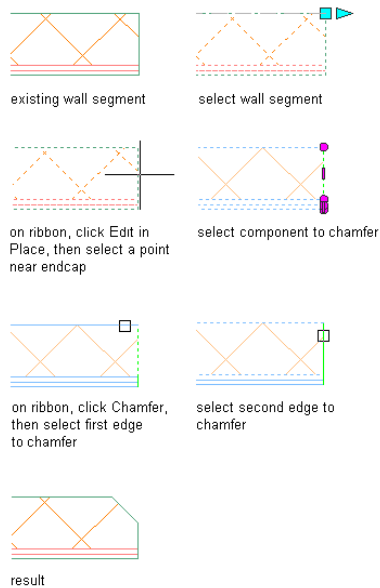 existing wall segment
select wall segment
on ribbon, click Edit in
Place, then select a point
near endcap
select component to chamfer
on ribbon, click Chamfer,
then select first edge
to chamfer
select second edge to
chamfer
result